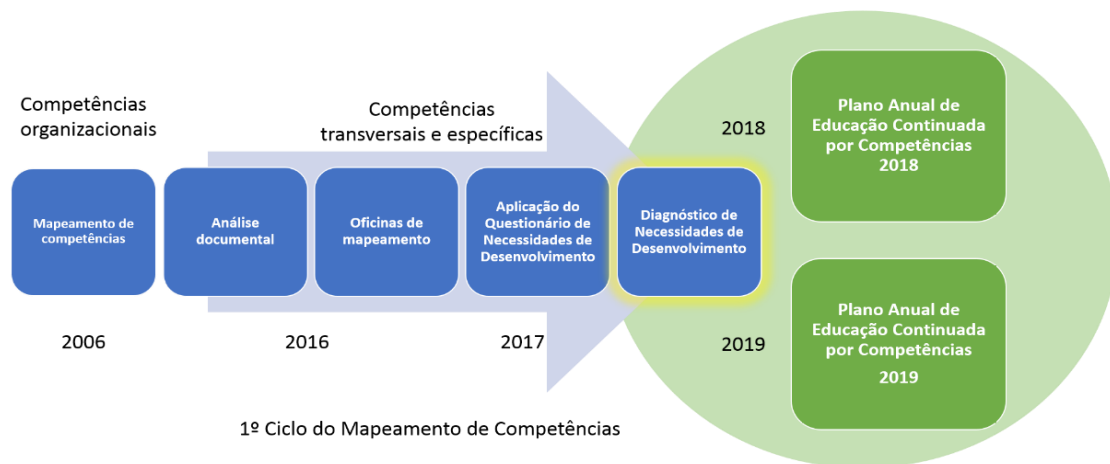 Competências
organizacionais
Competências
transversais e específicas
Mapeamento de
competências
Análise
documental
Oficinas de
mapeamento
Aplicação do
Questionário de
Necessidades de
Desenvolvimento
Diagnóstico de
Necessidades de
Desenvolvimento
2006
2016
2017
1º Ciclo do Mapeamento de Competências
2018
Plano Anual de
Educação Continuada
por Competências
2018
2019
Plano Anual de
Educação Continuada
por Competências
2019